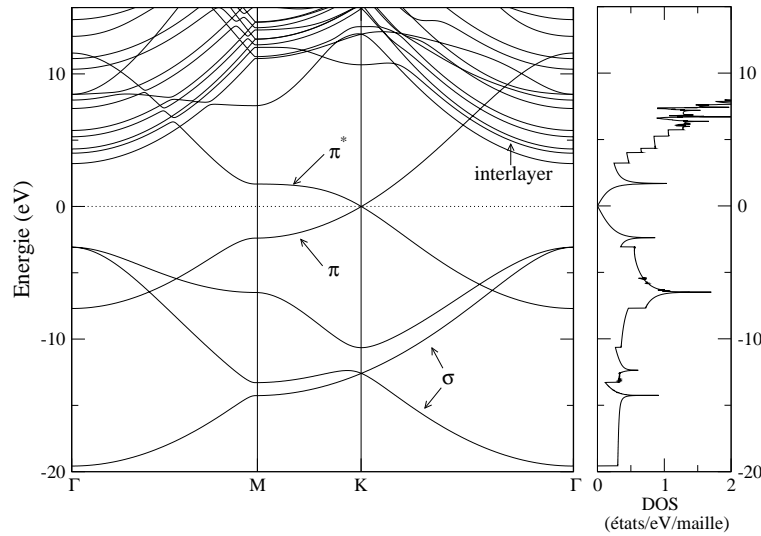 10
0
-10
-20
Energie (eV)
Γ
M
K
Γ
π*
π
σ
interlayer
10
0
-10
-20
0
1
2
DOS
(états/eV/maille)